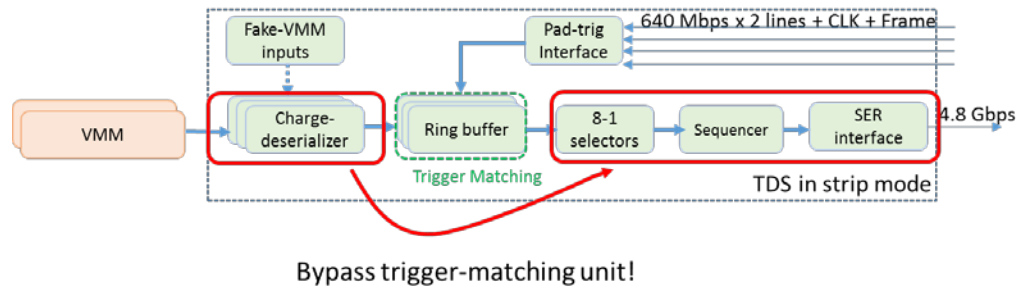 640 Mbps x 2 lines + CLK + Frame
Fake-VMM
inputs
Pad-trig
Interface
VMM
Charge-
deserializer
Ring buffer
8-1
selectors
Sequencer
SER
interface
4.8 Gbps
Trigger Matching
TDS in strip mode
Bypass trigger-matching unit!